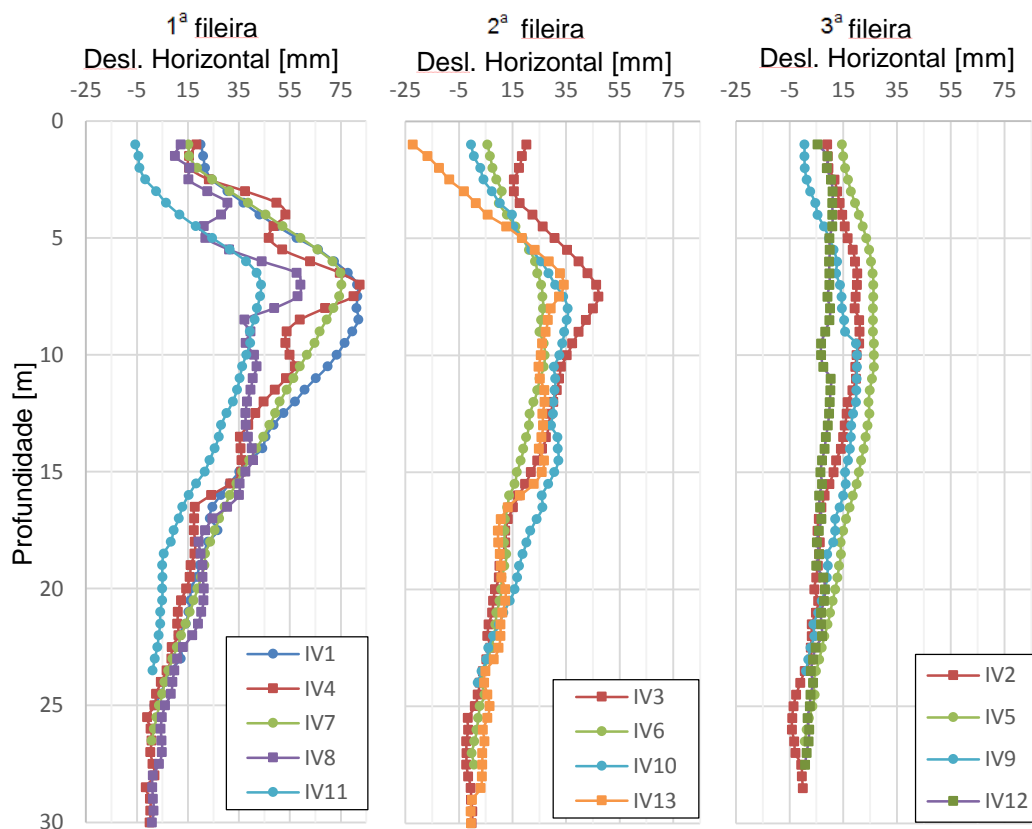 1ª fileira
Desl. Horizontal [mm]
-25 -5 15 35 55 75
2ª fileira
Desl. Horizontal [mm]
-25 -5 15 35 55 75
3ª fileira
Desl. Horizontal [mm]
-25 -5 15 35 55 75
Profundidade [m]
0
5
10
15
20
25
30
IV1
IV4
IV7
IV8
IV11
IV3
IV6
IV10
IV13
IV2
IV5
IV9
IV12